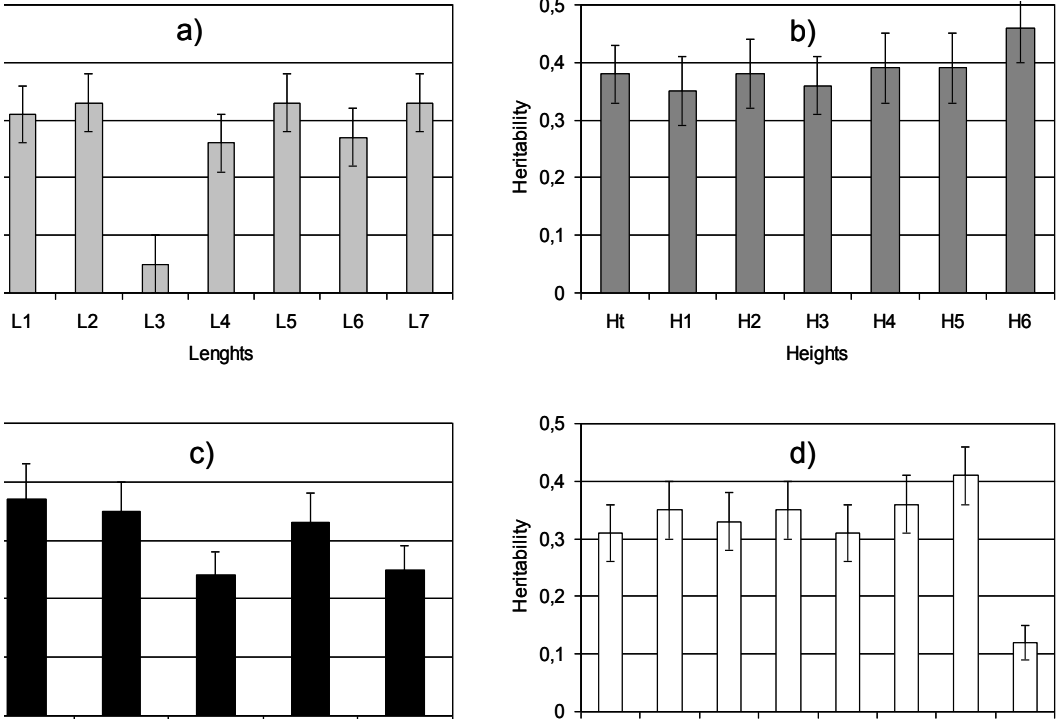 a)
L1 L2 L3 L4 L5 L6 L7
Lenghts
0,5
0,4
0,3
0,2
0,1
0
Heritability
b)
Ht H1 H2 H3 H4 H5 H6
Heights
c)
0,5
0,4
0,3
0,2
0,1
0
Heritability
d)